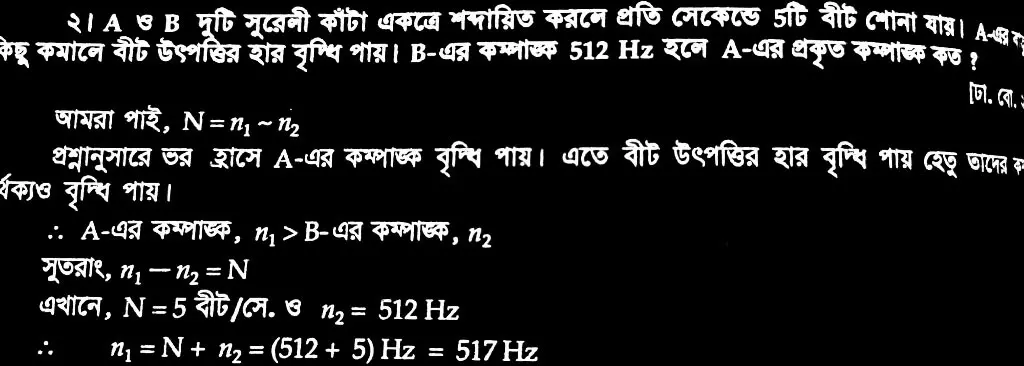 ২। A ও B দুটি সুরেলী কাঁটা একত্রে শব্দায়িত করলে প্রতি সেকেন্ডে 5টি বীট শোনা যায়। A-এর
কিছু কমালে বীট উৎপত্তির হার বৃদ্ধি পায়। B-এর কম্পাঙ্ক 512 Hz হলে A-এর প্রকৃত কম্পাঙ্ক কত ?
[ঢা. বো.
আমরা পাই, N = n₁ ~ n₂
প্রশ্নানুসারে ভর হ্রাসে A-এর কম্পাঙ্ক বৃদ্ধি পায়। এতে বীট উৎপত্তির হার বৃদ্ধি পায় হেতু তাদের
র্থক্যও বৃদ্ধি পায়।
∴ A-এর কম্পাঙ্ক, n₁ > B-এর কম্পাঙ্ক, n₂
সুতরাং, n₁ — n₂ = N
এখানে, N = 5 বীট/সে. ও n₂ = 512 Hz
∴ n₁ = N + n₂ = (512 + 5) Hz = 517 Hz